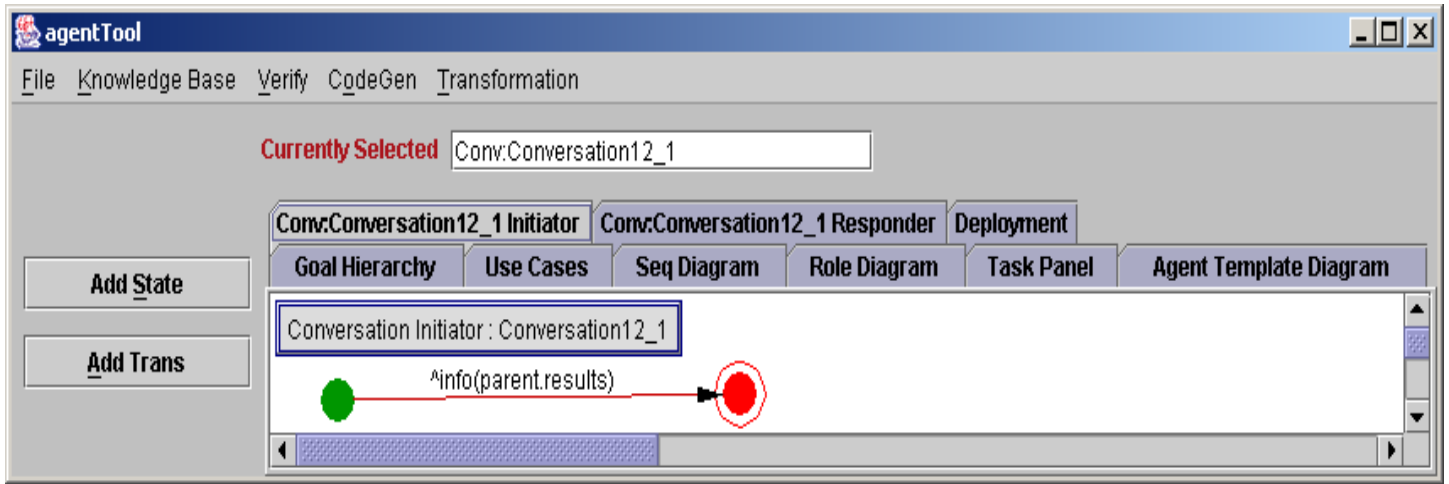 agentTool
File Knowledge Base Verify CodeGen Transformation
Currently Selected Conv:Conversation12_1
Conv:Conversation12_1 Initiator Conv:Conversation12_1 Responder Deployment
Goal Hierarchy Use Cases Seq Diagram Role Diagram Task Panel Agent Template Diagram
Add State
Conversation Initiator : Conversation12_1
Add Trans
^info(parent.results)